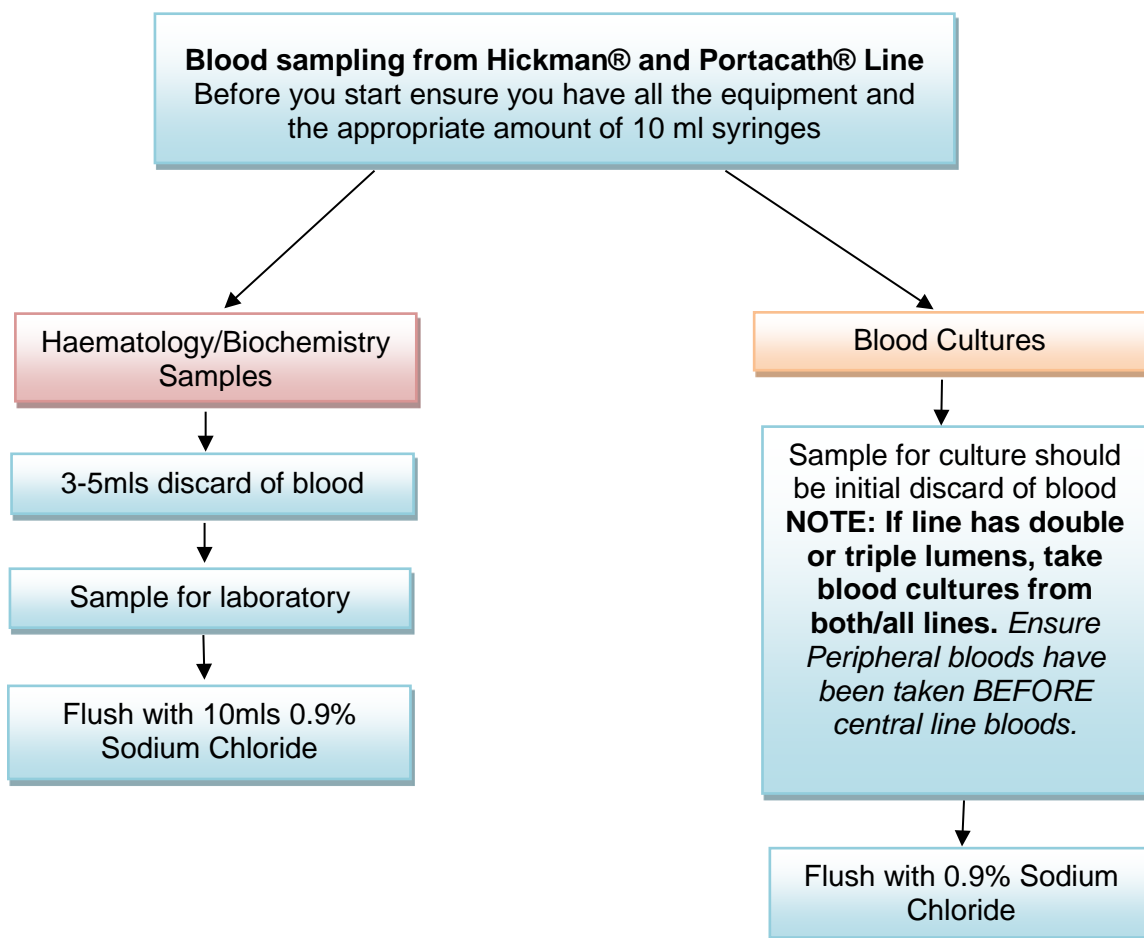 Blood sampling from Hickman® and Portacath® Line
Before you start ensure you have all the equipment and
the appropriate amount of 10 ml syringes
Haematology/Biochemistry
Samples
3-5mls discard of blood
Sample for laboratory
Flush with 10mls 0.9%
Sodium Chloride
Blood Cultures
Sample for culture should
be initial discard of blood
NOTE: If line has double
or triple lumens, take
blood cultures from
both/all lines. Ensure
Peripheral bloods have
been taken BEFORE
central line bloods.
Flush with 0.9% Sodium
Chloride